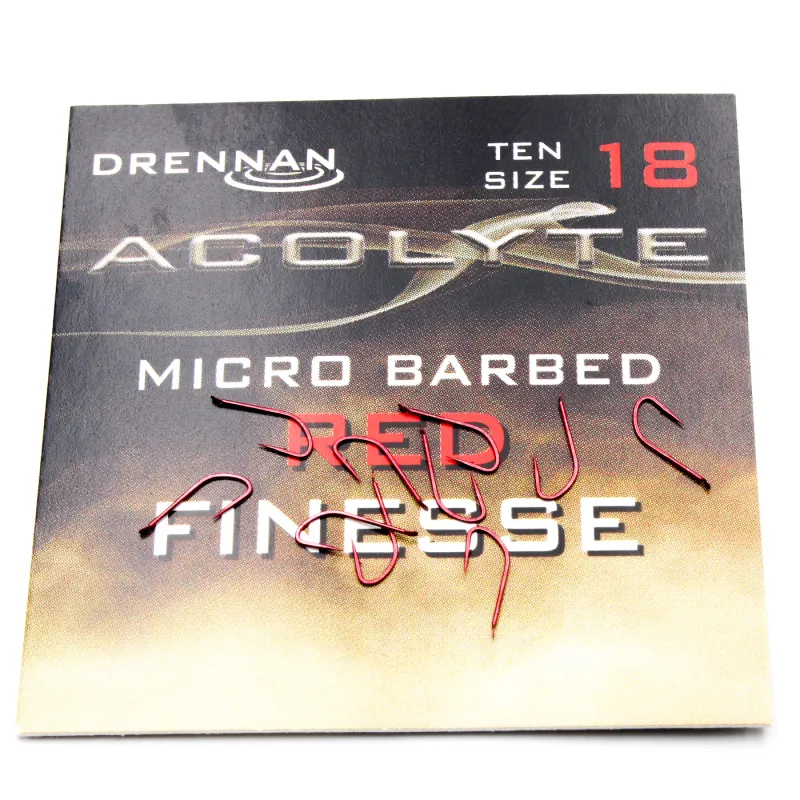 DRENNAN
TEN
SIZE 18
ACOLYTE
MICRO BARBED
RED
FINESSE